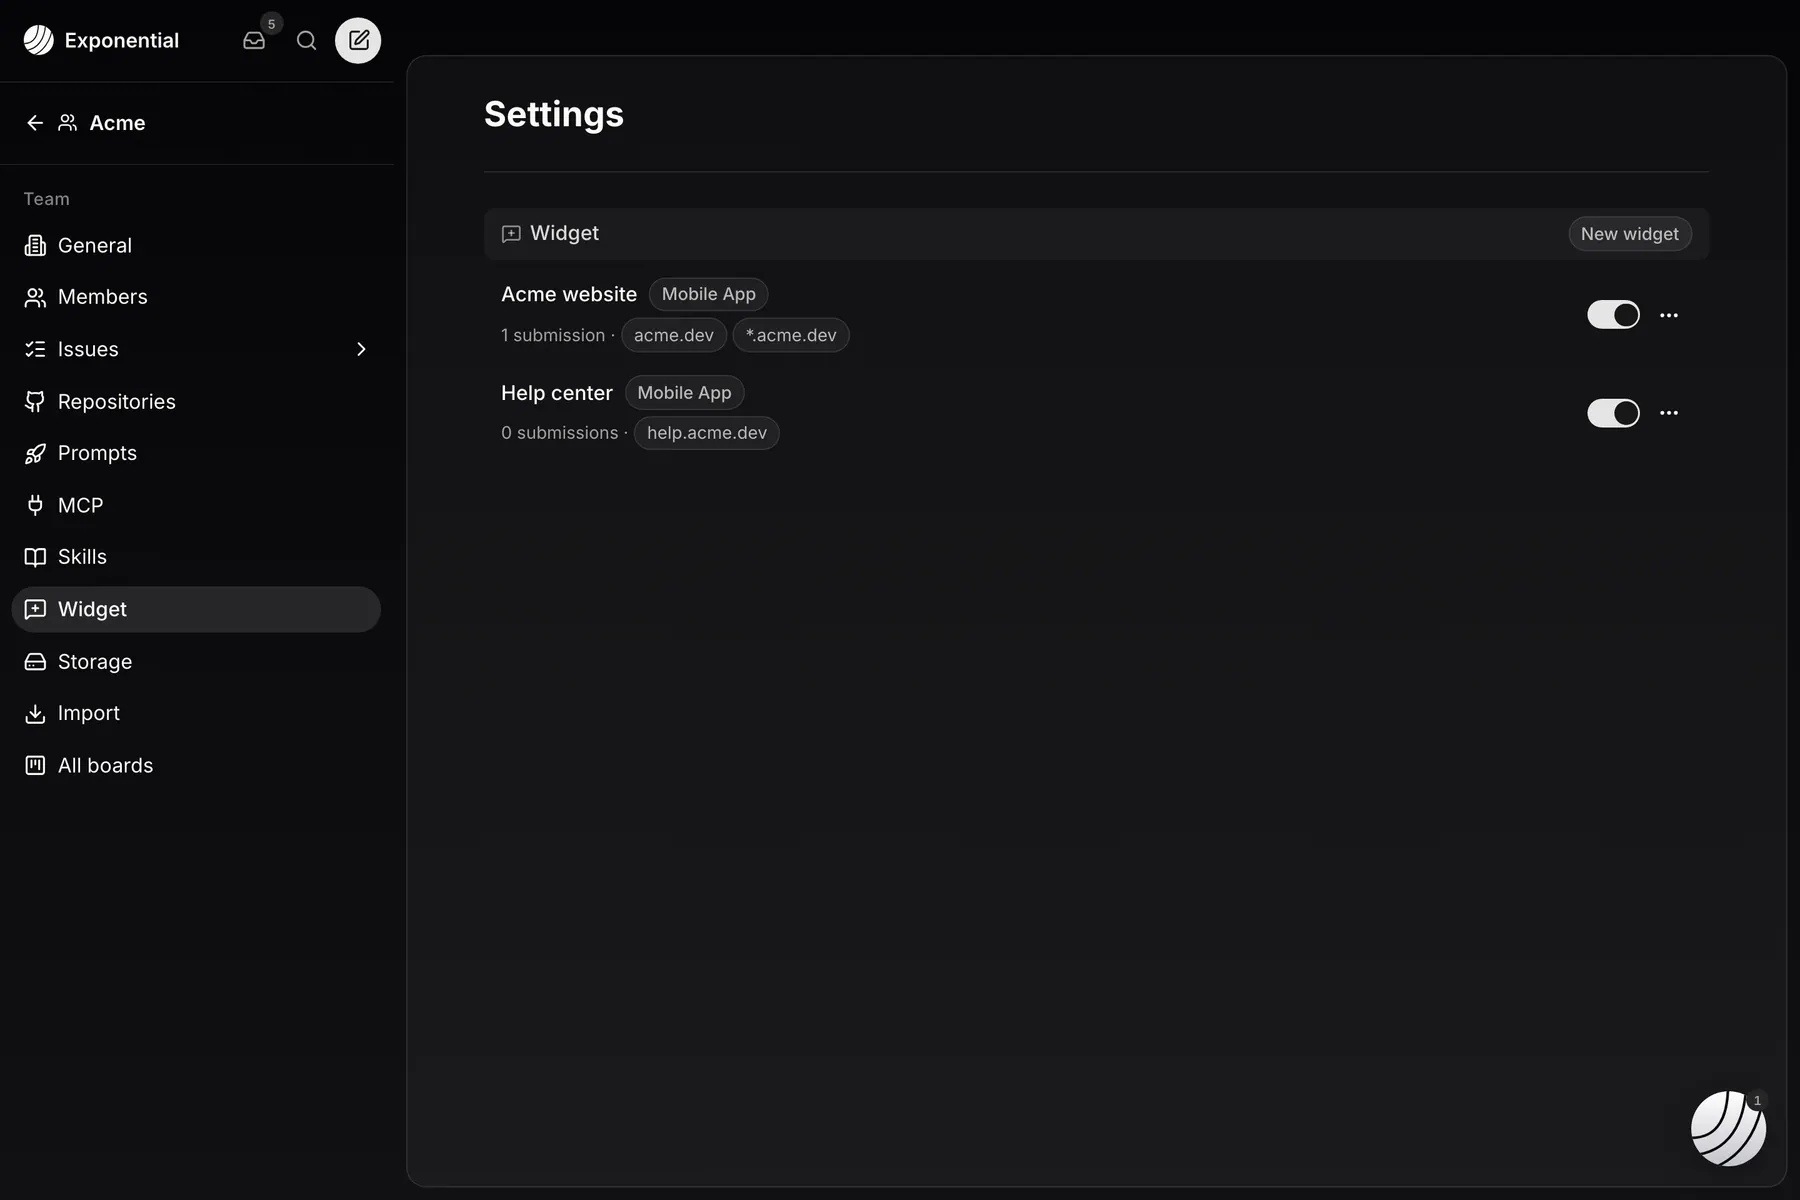 Exponential
5
Acme
Team
General
Members
Issues
Repositories
Prompts
MCP
Skills
Widget
Storage
Import
All boards
Settings
Widget
New widget
Acme website Mobile App
1 submission · acme.dev *.acme.dev
Help center Mobile App
0 submissions · help.acme.dev
1